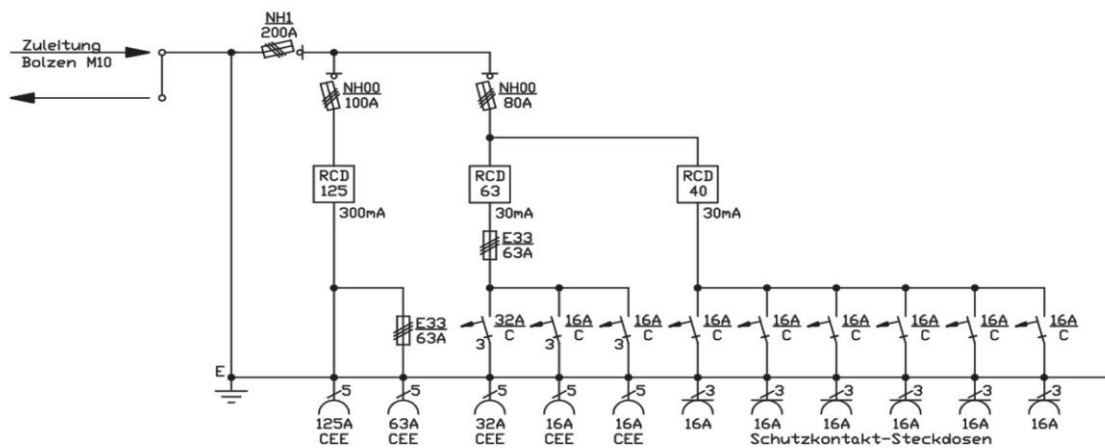 NH1
200A
Zuleitung
Bolzen M10
NH00
100A
NH00
80A
RCD
125
300mA
RCD
63
30mA
RCD
40
30mA
E33
63A
E33
63A
32A
C
3
16A
C
3
16A
C
3
16A
C
16A
C
16A
C
16A
C
16A
C
16A
C
E
5 5 5 5 5 3 3 3 3 3 3
125A 63A 32A 16A 16A 16A 16A 16A 16A 16A 16A
CEE CEE CEE CEE CEE Schutzkontakt-Steckdosen